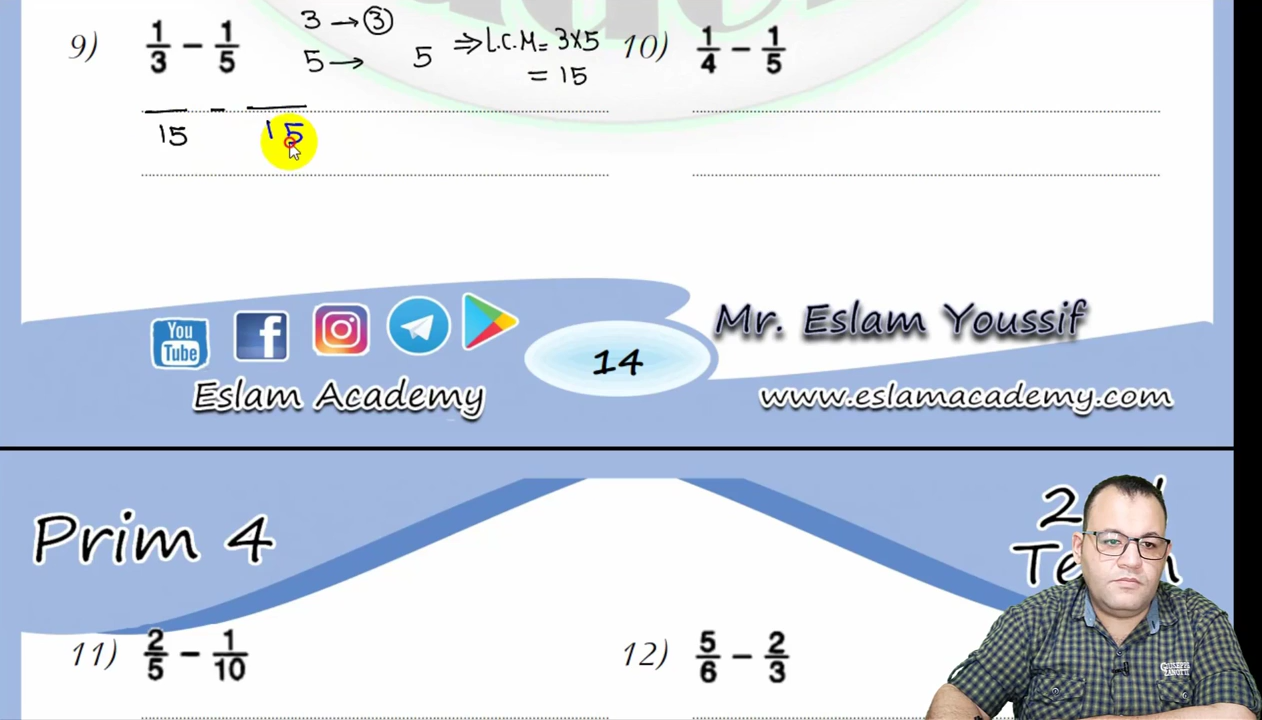 9) 1/3 - 1/5
3 → 3
5 → 5
⇒ L.C.M = 3×5
= 15
— - —
15 15
10) 1/4 - 1/5
You
Tube
Eslam Academy
14
Mr. Eslam Youssif
www.eslamacademy.com
Prim 4
11) 2/5 - 1/10
12) 5/6 - 2/3